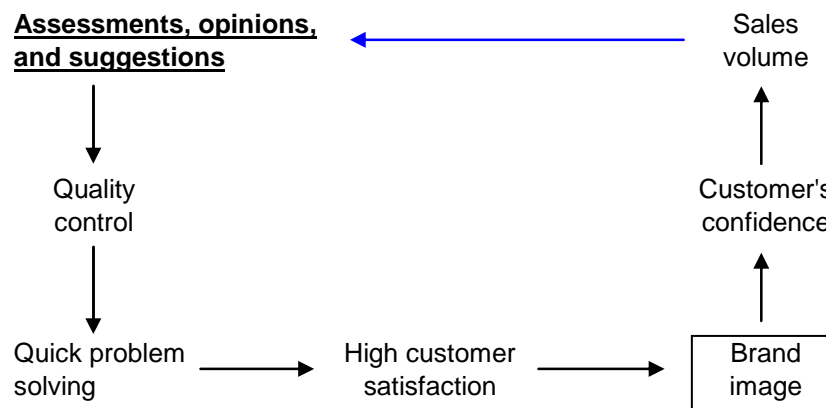 Assessments, opinions,
and suggestions
Sales
volume
Quality
control
Customer's
confidence
Quick problem
solving
High customer
satisfaction
Brand
image